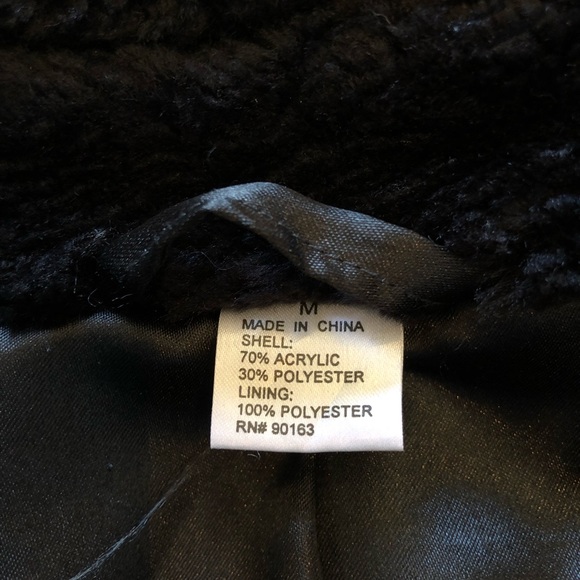 M
MADE IN CHINA
SHELL:
70% ACRYLIC
30% POLYESTER
LINING:
100% POLYESTER
RN# 90163